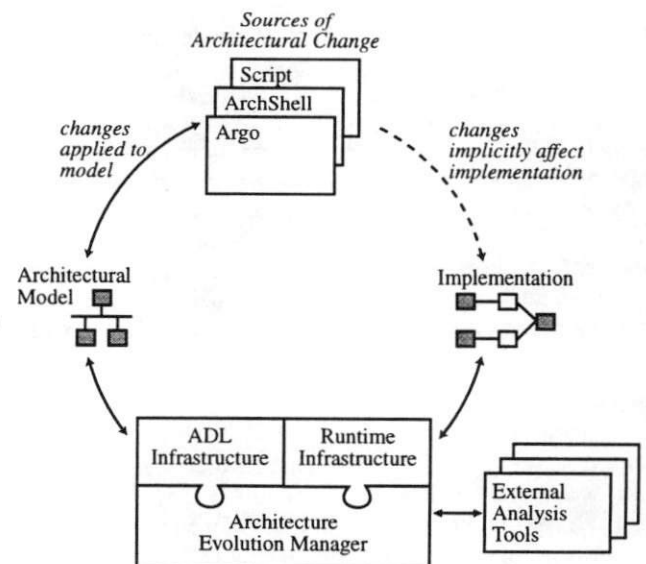 Sources of
Architectural Change
Script
ArchShell
Argo
changes
applied to
model
changes
implicitly affect
implementation
Architectural
Model
Implementation
ADL
Infrastructure
Runtime
Infrastructure
Architecture
Evolution Manager
External
Analysis
Tools